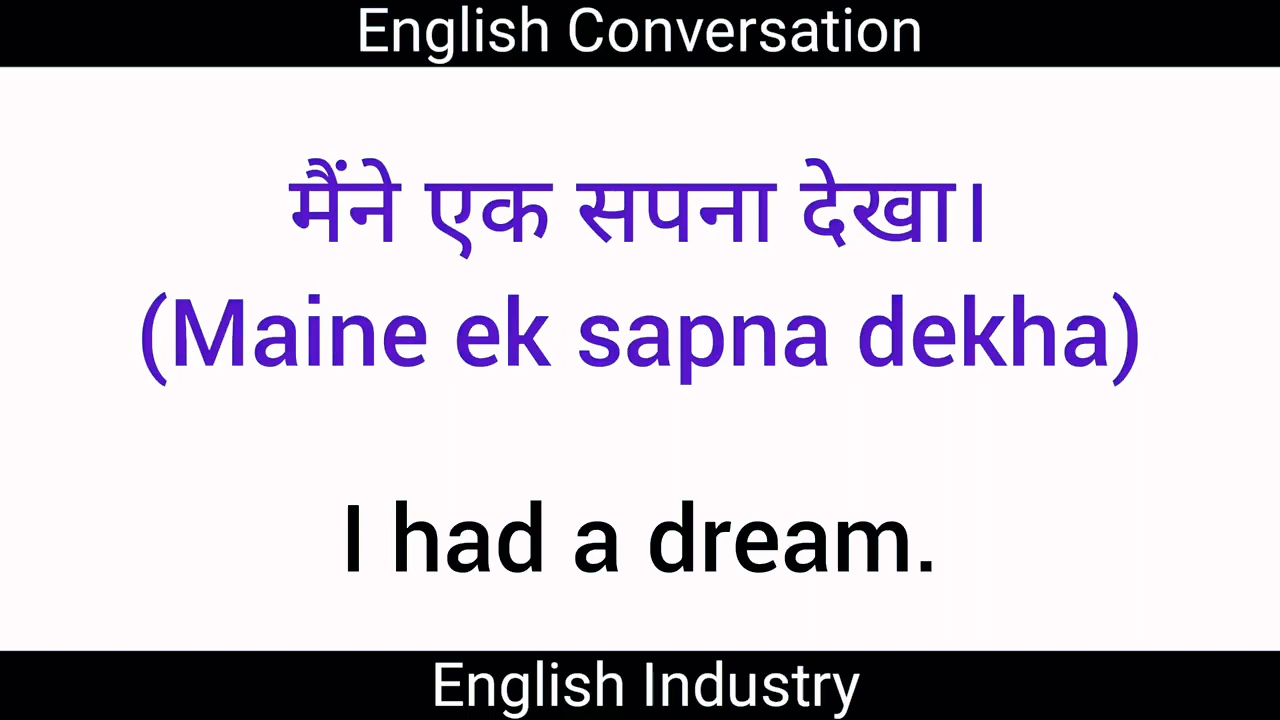 English Conversation
मैंने एक सपना देखा।
(Maine ek sapna dekha)
I had a dream.
English Industry